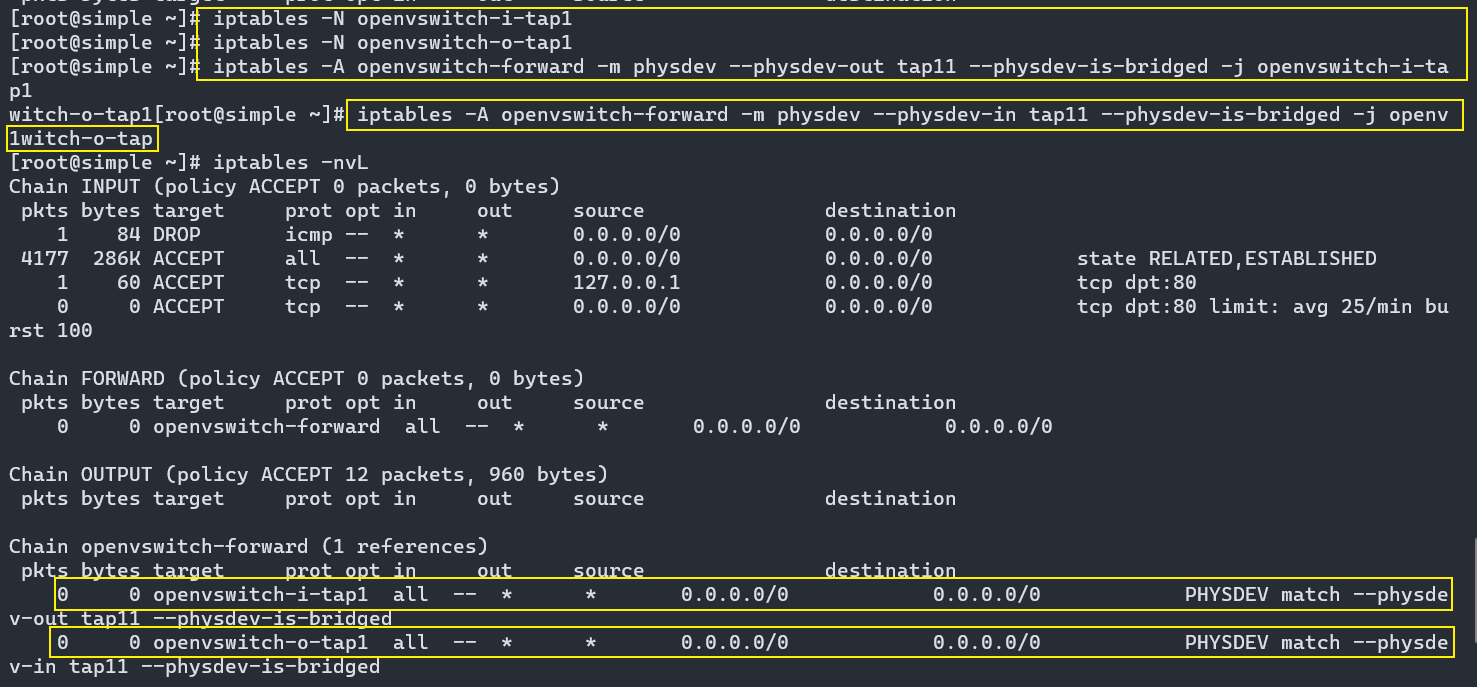 [root@simple ~]# iptables -N openvswitch-i-tap1
[root@simple ~]# iptables -N openvswitch-o-tap1
[root@simple ~]# iptables -A openvswitch-forward -m physdev --physdev-out tap11 --physdev-is-bridged -j openvswitch-i-ta
p1
witch-o-tap1[root@simple ~]# iptables -A openvswitch-forward -m physdev --physdev-in tap11 --physdev-is-bridged -j openv
1witch-o-tap
[root@simple ~]# iptables -nvL
Chain INPUT (policy ACCEPT 0 packets, 0 bytes)
 pkts bytes target     prot opt in     out     source               destination
    1    84 DROP       icmp --  *      *       0.0.0.0/0            0.0.0.0/0
 4177  286K ACCEPT     all  --  *      *       0.0.0.0/0            0.0.0.0/0            state RELATED,ESTABLISHED
    1    60 ACCEPT     tcp  --  *      *       127.0.0.1            0.0.0.0/0            tcp dpt:80
    0     0 ACCEPT     tcp  --  *      *       0.0.0.0/0            0.0.0.0/0            tcp dpt:80 limit: avg 25/min bu
rst 100
Chain FORWARD (policy ACCEPT 0 packets, 0 bytes)
 pkts bytes target     prot opt in     out     source               destination
    0     0 openvswitch-forward  all  --  *      *       0.0.0.0/0            0.0.0.0/0
Chain OUTPUT (policy ACCEPT 12 packets, 960 bytes)
 pkts bytes target     prot opt in     out     source               destination
Chain openvswitch-forward (1 references)
 pkts bytes target     prot opt in     out     source               destination
    0     0 openvswitch-i-tap1  all  --  *      *       0.0.0.0/0            0.0.0.0/0            PHYSDEV match --physde
v-out tap11 --physdev-is-bridged
    0     0 openvswitch-o-tap1  all  --  *      *       0.0.0.0/0            0.0.0.0/0            PHYSDEV match --physde
v-in tap11 --physdev-is-bridged